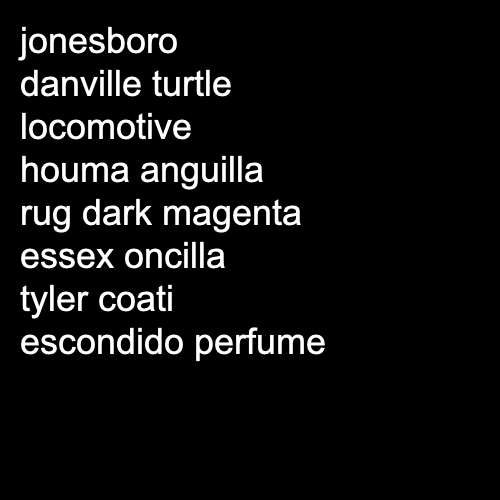 jonesboro
danville turtle
locomotive
houma anguilla
rug dark magenta
essex oncilla
tyler coati
escondido perfume